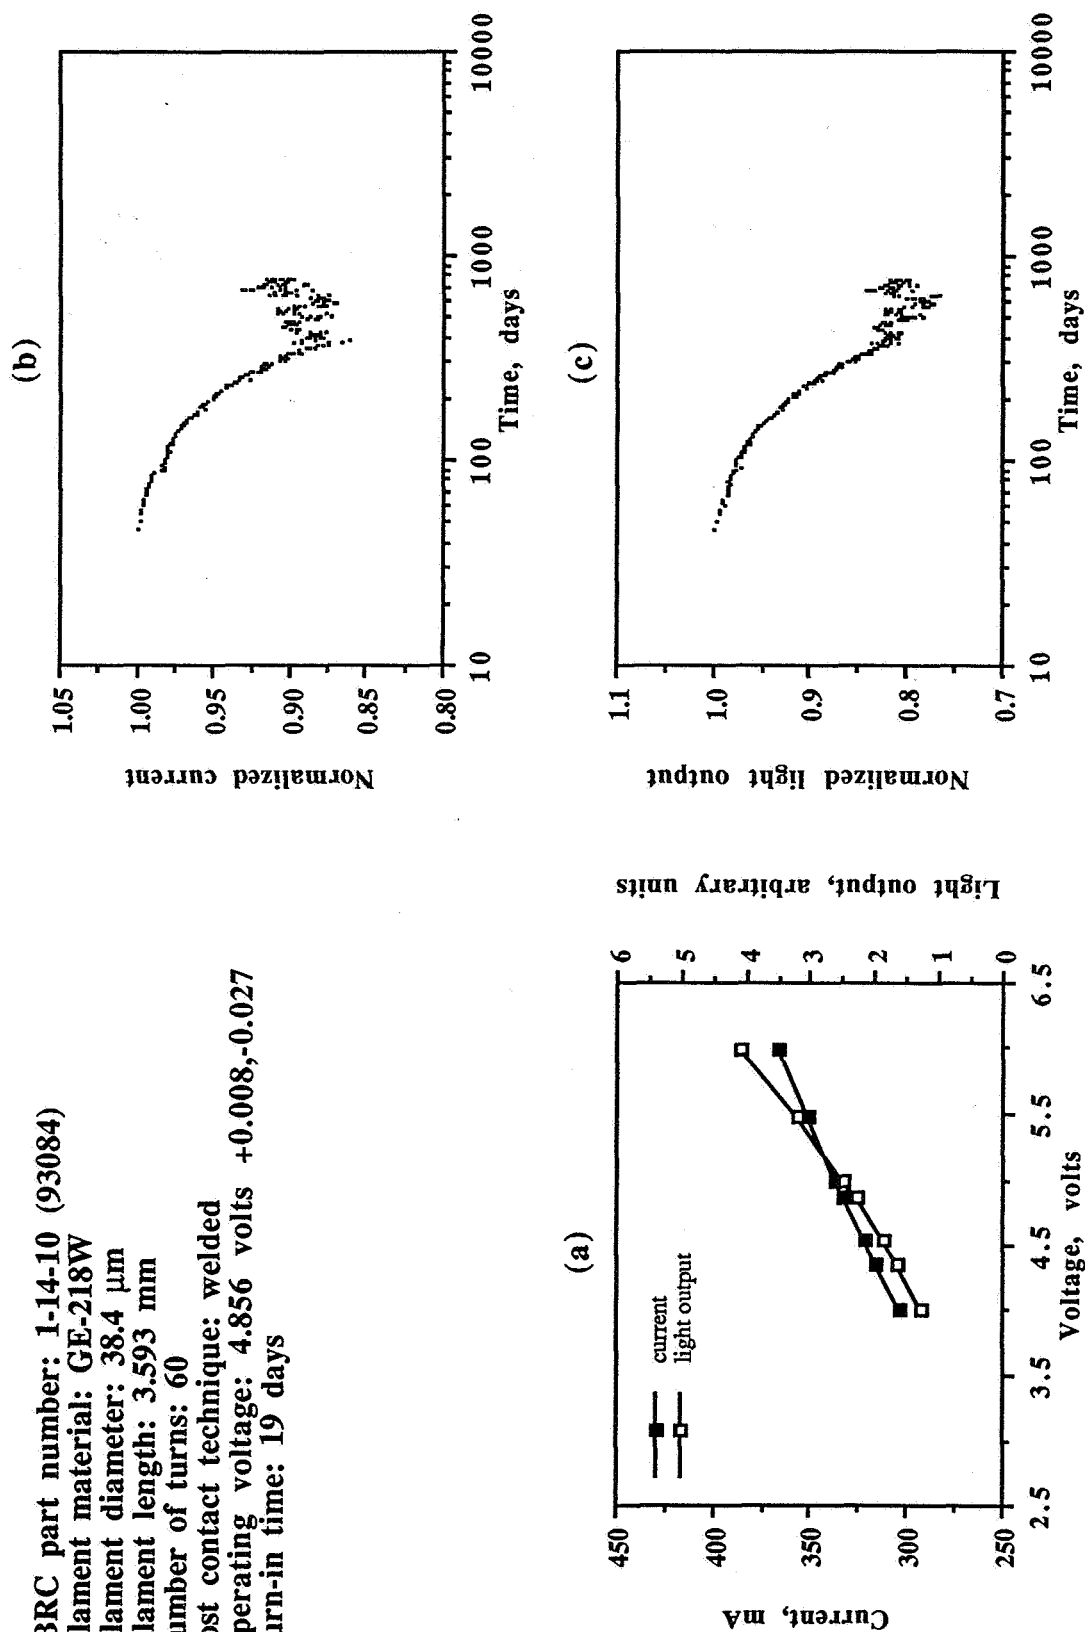 BRC part number: 1-14-10 (93084)
lament material: GE-218W
lament diameter: 38.4 µm
lament length: 3.593 mm
umber of turns: 60
ost contact technique: welded
perating voltage: 4.856 volts +0.008,-0.027
urn-in time: 19 days
(b)
Normalized current
1.05
1.00
0.95
0.90
0.85
0.80
10
100
1000
10000
Time, days
(a)
current
light output
Current, mA
450
400
350
300
250
2.5
3.5
4.5
5.5
6.5
Voltage, volts
6
5
4
3
2
1
0
Light output, arbitrary units
(c)
Normalized light output
1.1
1.0
0.9
0.8
0.7
10
100
1000
10000
Time, days